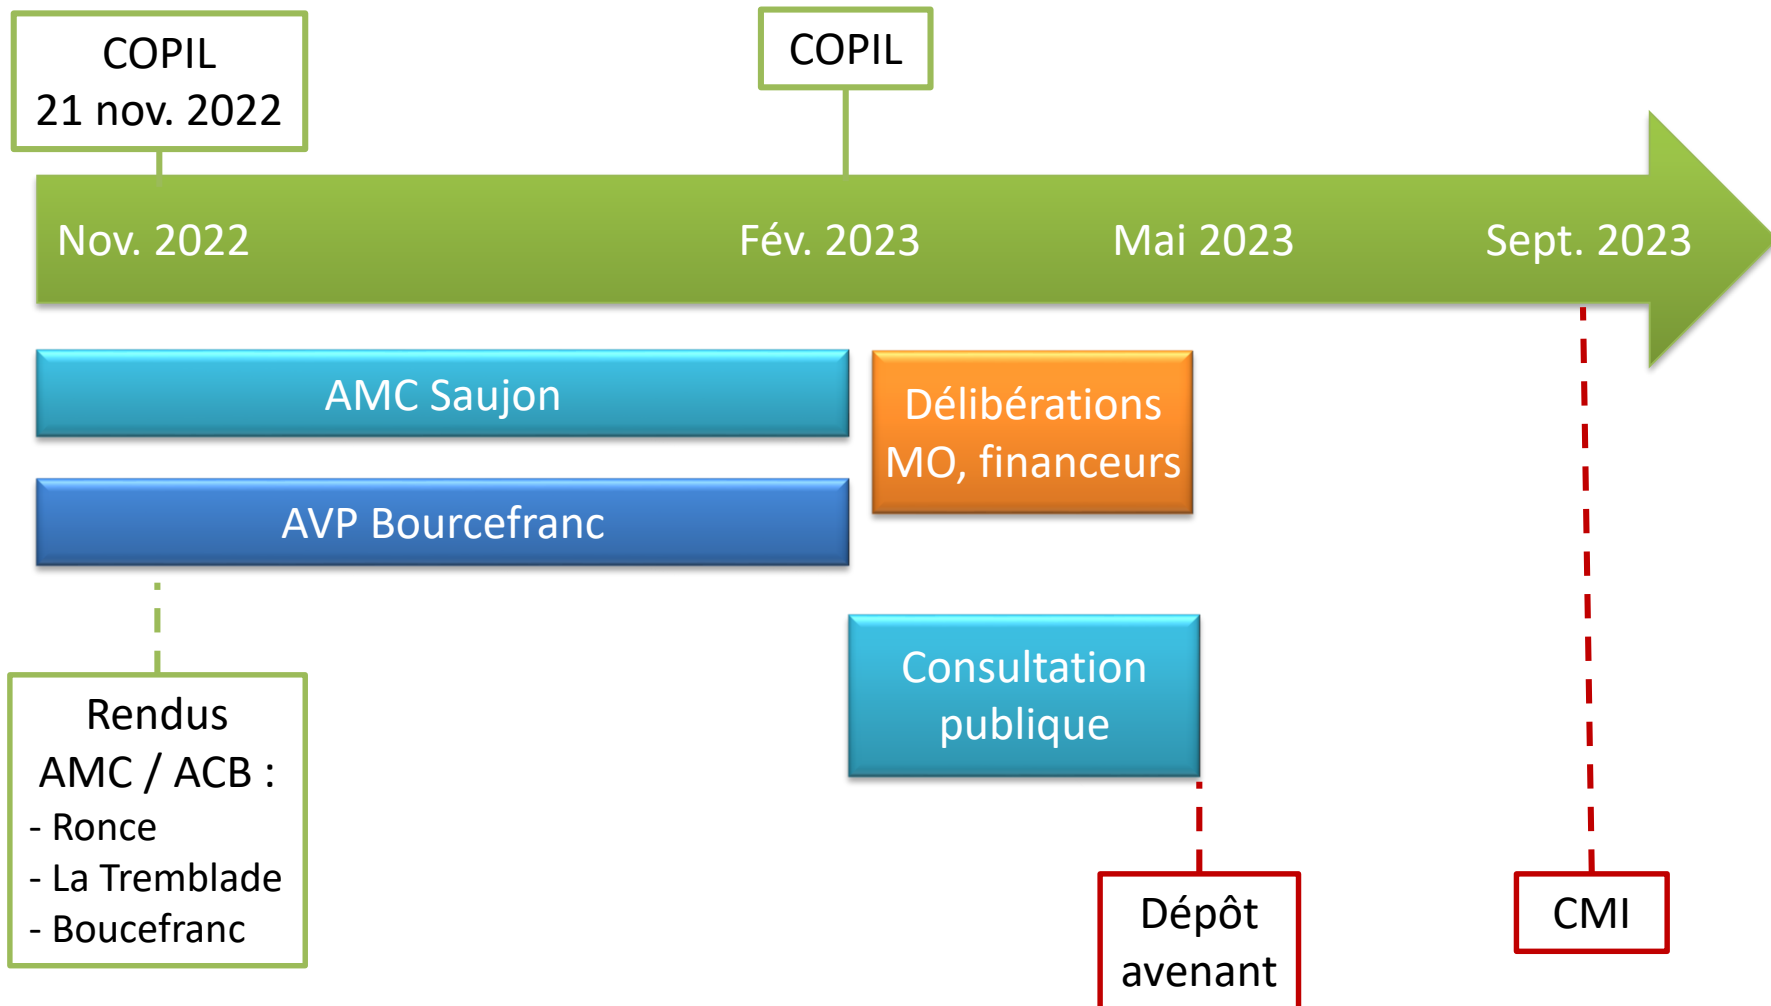 COPIL
21 nov. 2022
COPIL
Nov. 2022
Fév. 2023
Mai 2023
Sept. 2023
AMC Saujon
Délibérations
MO, financeurs
AVP Bourcefranc
Consultation
publique
Rendus
AMC / ACB :
- Ronce
- La Tremblade
- Boucefranc
Dépôt
avenant
CMI